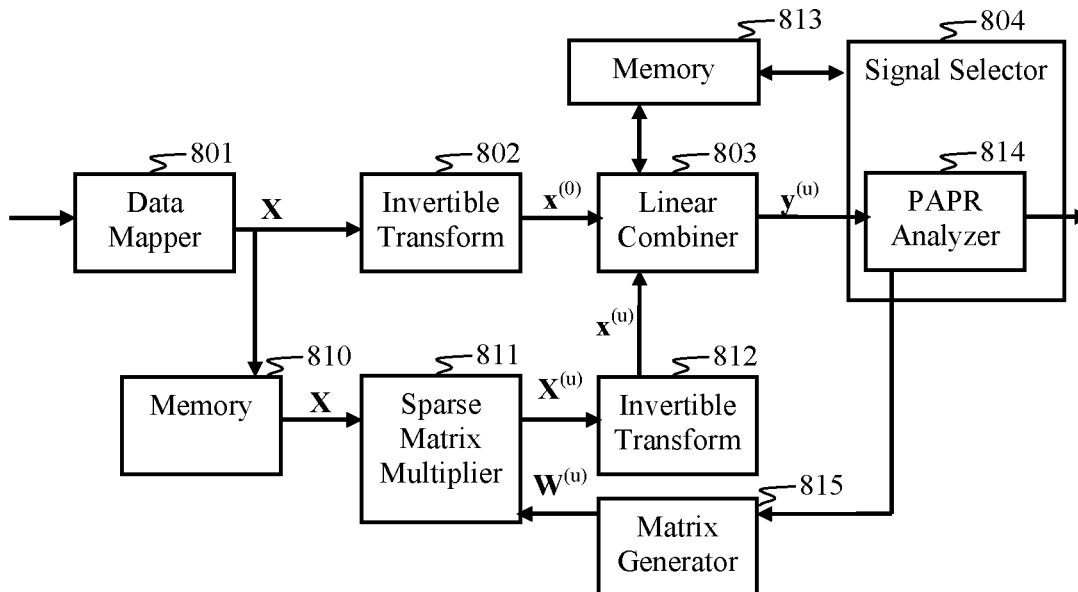 813
Memory
804
Signal Selector
801
Data
Mapper
X
802
Invertible
Transform
x(0)
803
Linear
Combiner
y(u)
814
PAPR
Analyzer
x(u)
810
Memory
X
811
Sparse
Matrix
Multiplier
X(u)
812
Invertible
Transform
W(u)
815
Matrix
Generator